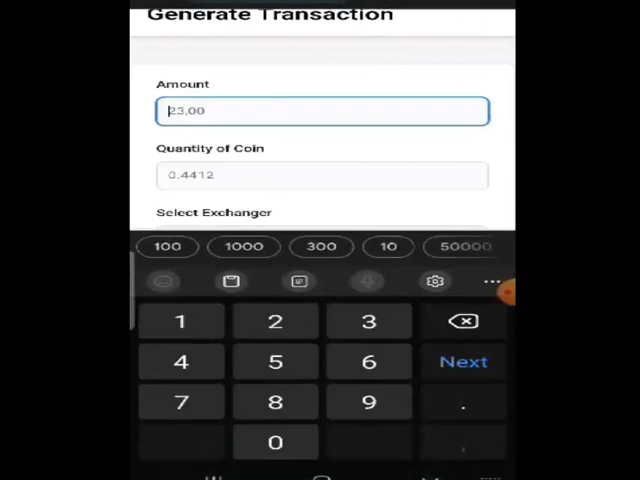 Generate Transaction
Amount
23.00
Quantity of Coin
0.4412
Select Exchanger
100 1000 300 10 50000
1 2 3
4 5 6 Next
7 8 9 .
0 ,